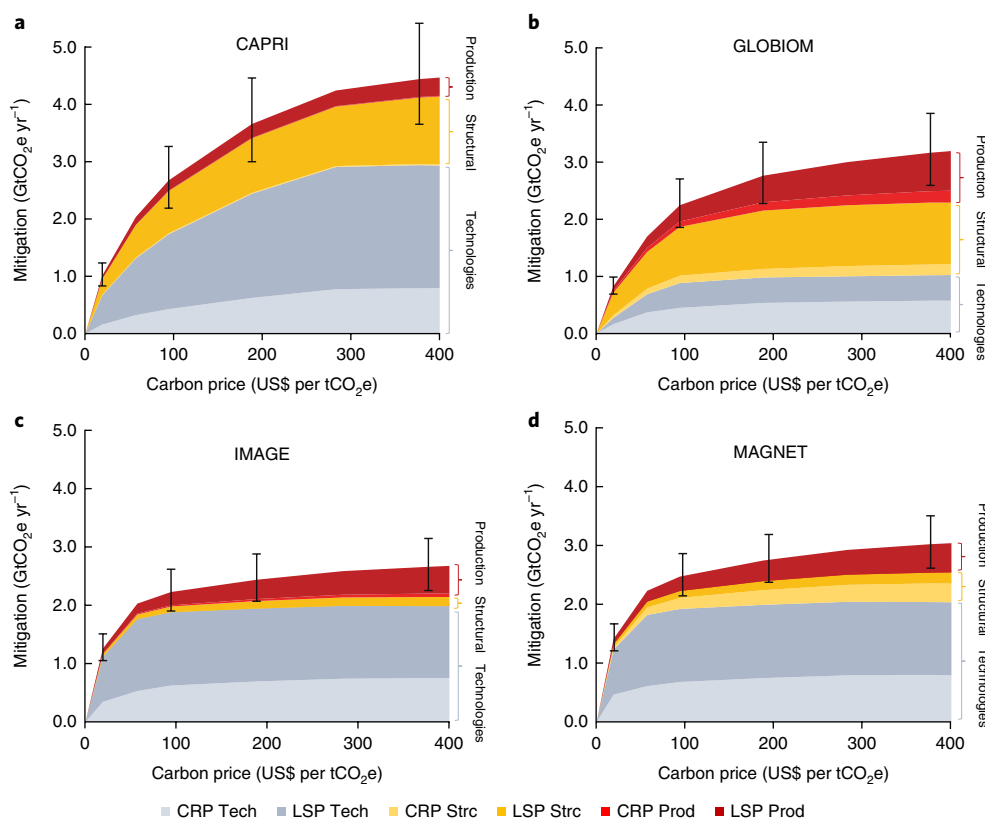 a
CAPRI
5.0
4.0
3.0
2.0
1.0
0.0
Mitigation (GtCO₂e yr⁻¹)
0
100
200
300
400
Carbon price (US$ per tCO₂e)
Production
Structural
Technologies
b
GLOBIOM
5.0
4.0
3.0
2.0
1.0
0.0
Mitigation (GtCO₂e yr⁻¹)
0
100
200
300
400
Carbon price (US$ per tCO₂e)
Production
Structural
Technologies
c
IMAGE
5.0
4.0
3.0
2.0
1.0
0.0
Mitigation (GtCO₂e yr⁻¹)
0
100
200
300
400
Carbon price (US$ per tCO₂e)
Production
Structural
Technologies
d
MAGNET
5.0
4.0
3.0
2.0
1.0
0.0
Mitigation (GtCO₂e yr⁻¹)
0
100
200
300
400
Carbon price (US$ per tCO₂e)
Production
Structural
Technologies
CRP Tech LSP Tech CRP Strc LSP Strc CRP Prod LSP Prod